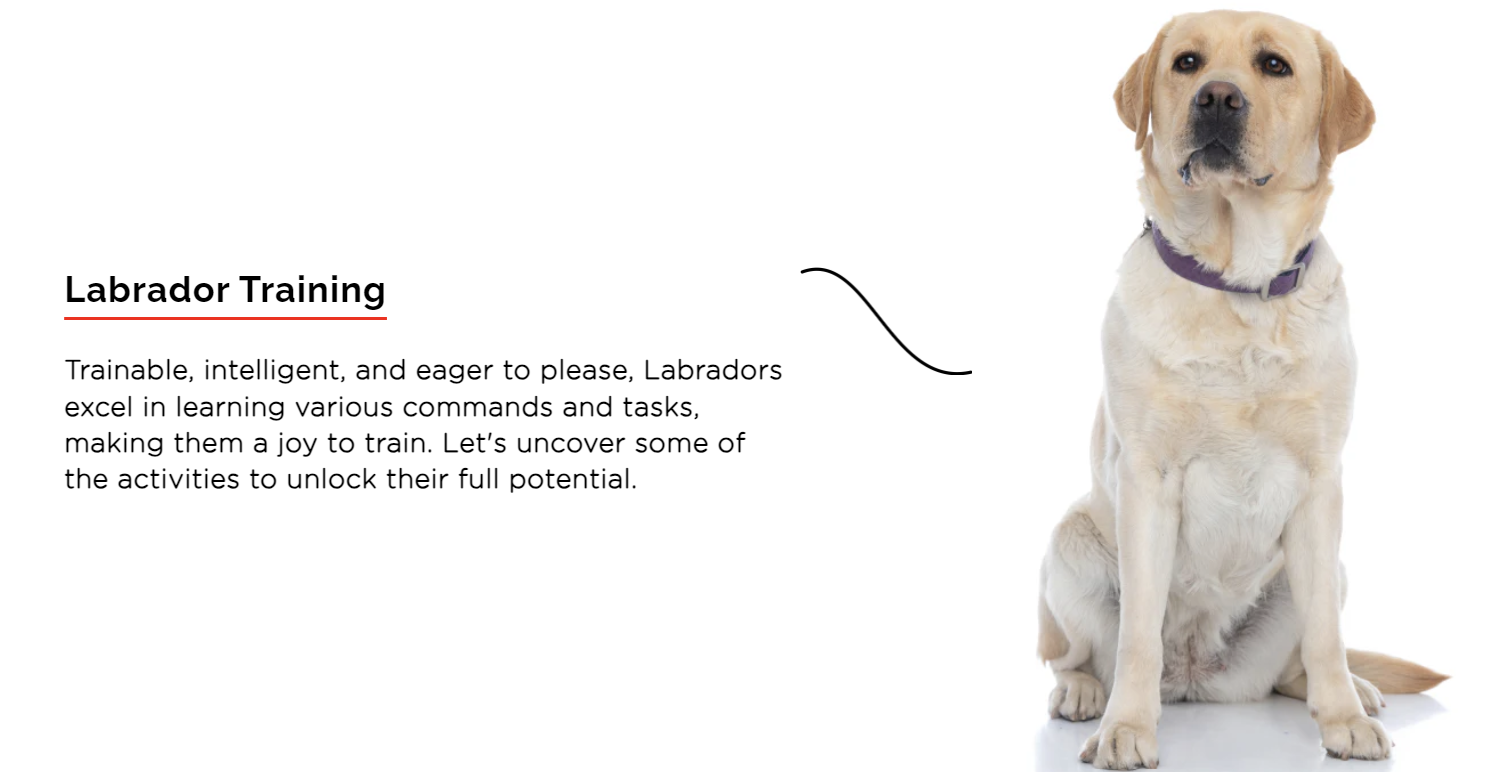 Labrador Training
Trainable, intelligent, and eager to please, Labradors
excel in learning various commands and tasks,
making them a joy to train. Let's uncover some of
the activities to unlock their full potential.